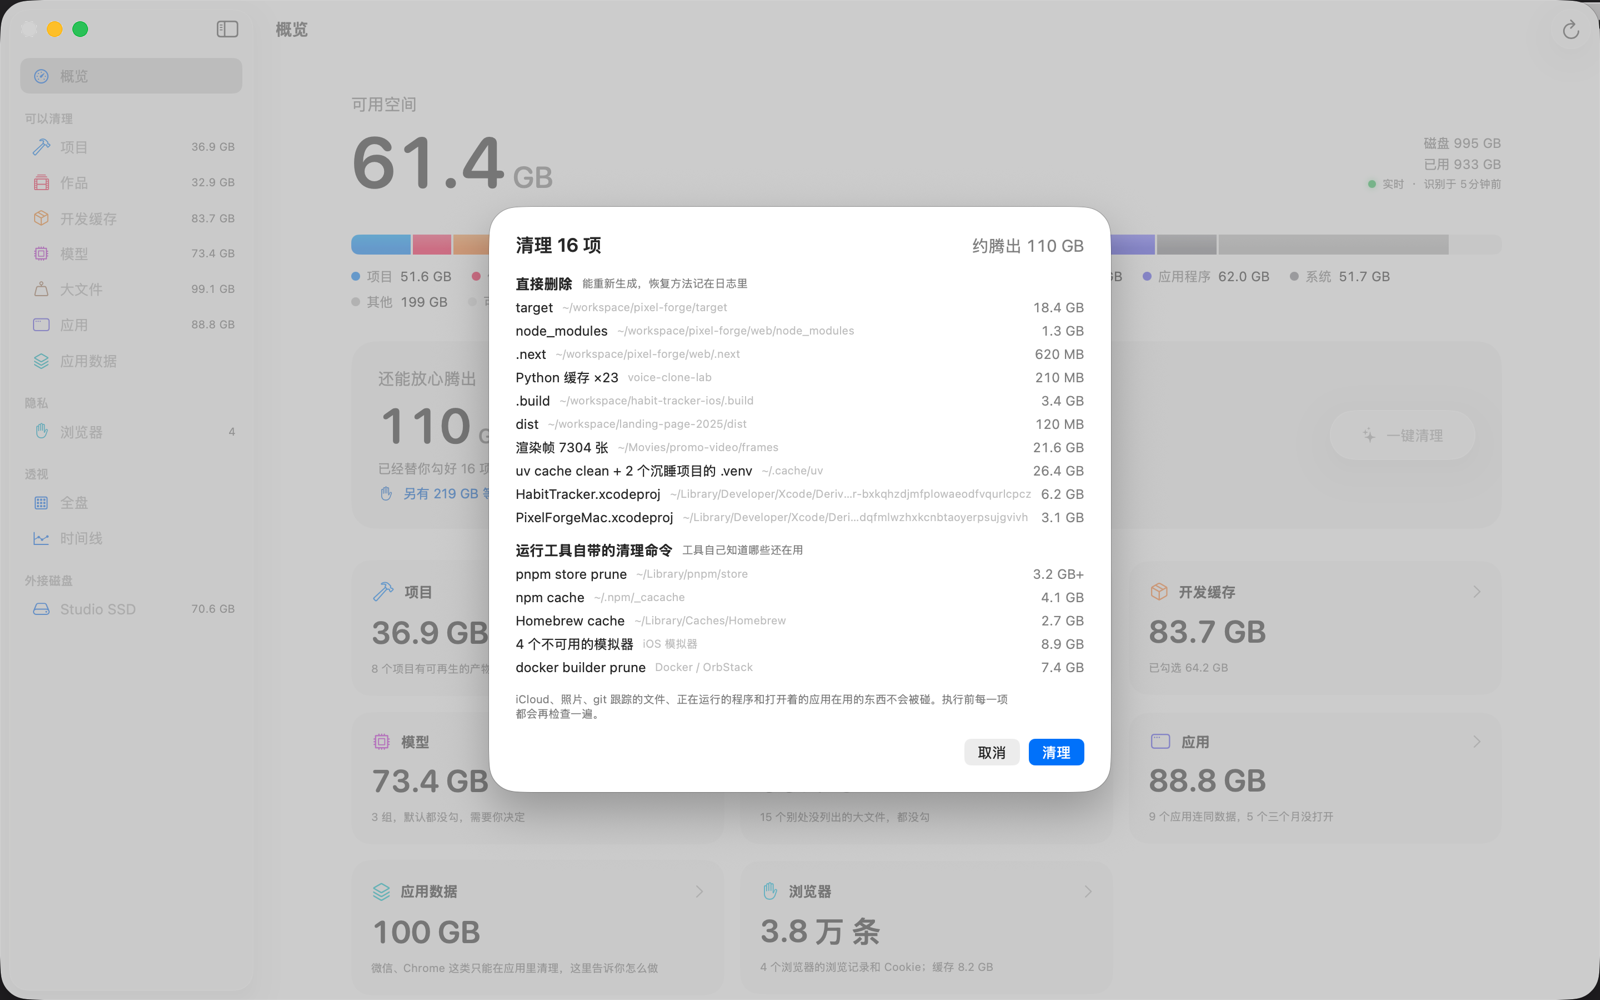 概览
概览
可以清理
项目 36.9 GB
作品 32.9 GB
开发缓存 83.7 GB
模型 73.4 GB
大文件 99.1 GB
应用 88.8 GB
应用数据
隐私
浏览器 4
透视
全盘
时间线
外接磁盘
Studio SSD 70.6 GB
可用空间
61.4 GB
磁盘 995 GB
已用 933 GB
实时 · 识别于 5 分钟前
项目 51.6 GB
应用程序 62.0 GB
系统 51.7 GB
其他 199 GB
还能放心腾出
110
已经替你勾好 16 项
另有 219 GB
一键清理
清理 16 项 约腾出 110 GB
直接删除 能重新生成，恢复方法记在日志里
target ~/workspace/pixel-forge/target 18.4 GB
node_modules ~/workspace/pixel-forge/web/node_modules 1.3 GB
.next ~/workspace/pixel-forge/web/.next 620 MB
Python 缓存 ×23 voice-clone-lab 210 MB
.build ~/workspace/habit-tracker-ios/.build 3.4 GB
dist ~/workspace/landing-page-2025/dist 120 MB
渲染帧 7304 张 ~/Movies/promo-video/frames 21.6 GB
uv cache clean + 2 个沉睡项目的 .venv ~/.cache/uv 26.4 GB
HabitTracker.xcodeproj ~/Library/Developer/Xcode/Deriv...r-bxkqhzdjmfplowaeodfvqurlcpcz 6.2 GB
PixelForgeMac.xcodeproj ~/Library/Developer/Xcode/Deri...dqfmlwzhxkcnbtaoyerpsujgvivh 3.1 GB
运行工具自带的清理命令 工具自己知道哪些还在用
pnpm store prune ~/Library/pnpm/store 3.2 GB+
npm cache ~/.npm/_cacache 4.1 GB
Homebrew cache ~/Library/Caches/Homebrew 2.7 GB
4 个不可用的模拟器 iOS 模拟器 8.9 GB
docker builder prune Docker / OrbStack 7.4 GB
iCloud、照片、git 跟踪的文件、正在运行的程序和打开着的应用在用的东西不会被碰。执行前每一项
都会再检查一遍。
取消 清理
项目
36.9 GB
8 个项目有可再生的产物
开发缓存
83.7 GB
已勾选 64.2 GB
模型
73.4 GB
3 组，默认都没勾，需要你决定
15 个别处没列出的大文件，都没勾
应用
88.8 GB
9 个应用连同数据，5 个三个月没打开
应用数据
100 GB
微信、Chrome 这类只能在应用里清理，这里告诉你怎么做
浏览器
3.8 万 条
4 个浏览器的浏览记录和 Cookie；缓存 8.2 GB